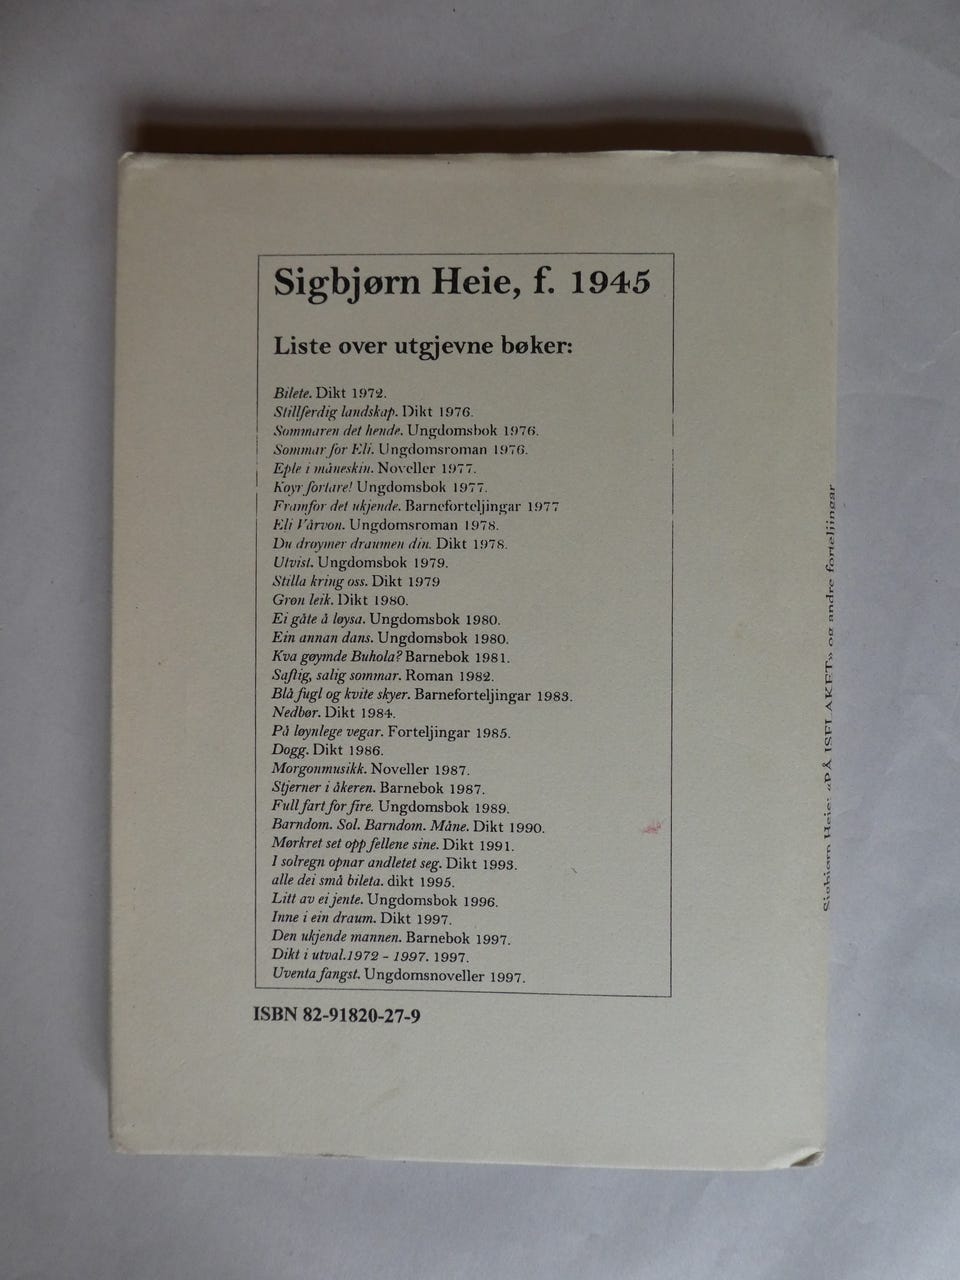 Sigbjørn Heie, f. 1945
Liste over utgjevne bøker:
Bilete. Dikt 1972.
Stillferdig landskap. Dikt 1976.
Sommaren det hende. Ungdomsbok 1976.
Sommar for Eli. Ungdomsroman 1976.
Eple i måneskin. Noveller 1977.
Køyr fortare! Ungdomsbok 1977.
Framfor det ukjende. Barneforteljingar 1977
Eli Vårvon. Ungdomsroman 1978.
Du drøymer draumen din. Dikt 1978.
Utvist. Ungdomsbok 1979.
Stilla kring oss. Dikt 1979
Grøn leik. Dikt 1980.
Ei gåte å løysa. Ungdomsbok 1980.
Ein annan dans. Ungdomsbok 1980.
Kva gøymde Buhola? Barnebok 1981.
Saftig, salig sommar. Roman 1982.
Blå fugl og kvite skyer. Barneforteljingar 1983.
Nedbør. Dikt 1984.
På løynlege vegar. Forteljingar 1985.
Dogg. Dikt 1986.
Morgonmusikk. Noveller 1987.
Stjerner i åkeren. Barnebok 1987.
Full fart for fire. Ungdomsbok 1989.
Barndom. Sol. Barndom. Måne. Dikt 1990.
Mørkret set opp fellene sine. Dikt 1991.
I solregn opnar andletet seg. Dikt 1993.
alle dei små bileta. dikt 1995.
Litt av ei jente. Ungdomsbok 1996.
Inne i ein draum. Dikt 1997.
Den ukjende mannen. Barnebok 1997.
Dikt i utval.1972 - 1997. 1997.
Uventa fangst. Ungdomsnoveller 1997.
ISBN 82-91820-27-9
Sigbjørn Heie: «PÅ ISFLAKET» og andre forteljingar